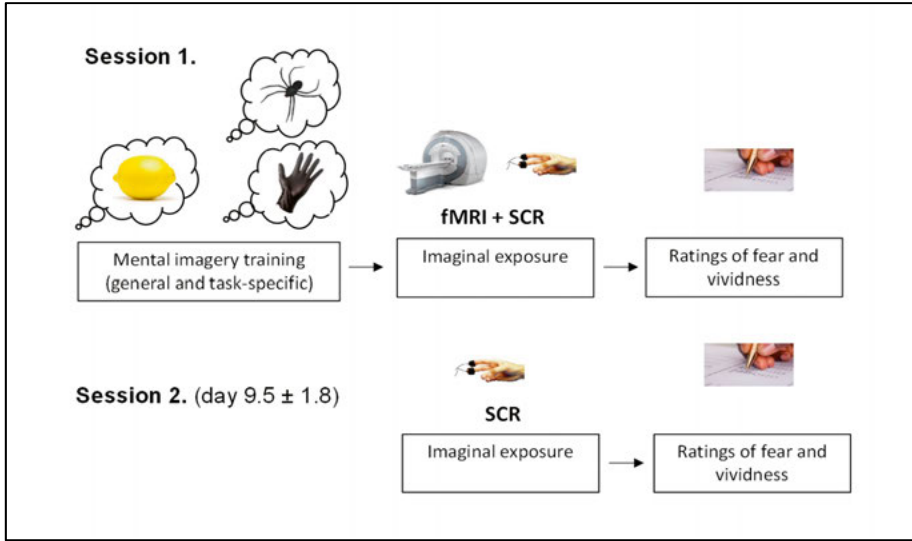 Session 1.
fMRI + SCR
Mental imagery training
(general and task-specific)
Imaginal exposure
Ratings of fear and
vividness
Session 2. (day 9.5 ± 1.8)
SCR
Imaginal exposure
Ratings of fear and
vividness